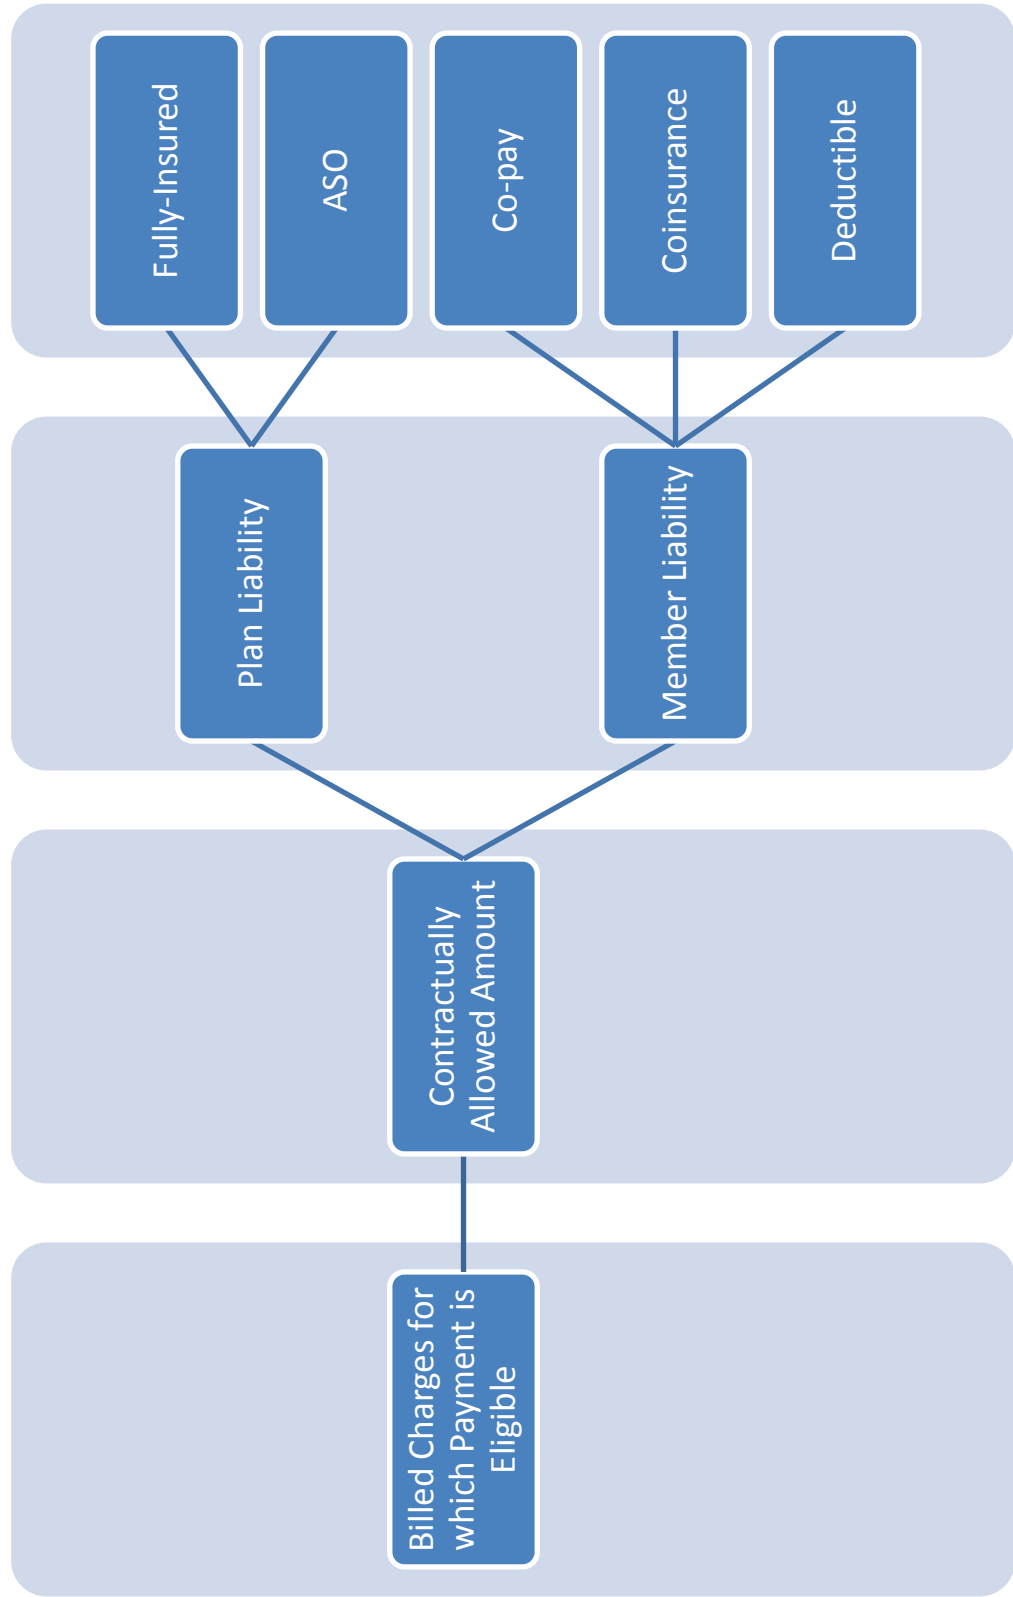 Billed Charges for
which Payment is
Eligible
Contractually
Allowed Amount
Plan Liability
Member Liability
Fully-Insured
ASO
Co-pay
Coinsurance
Deductible